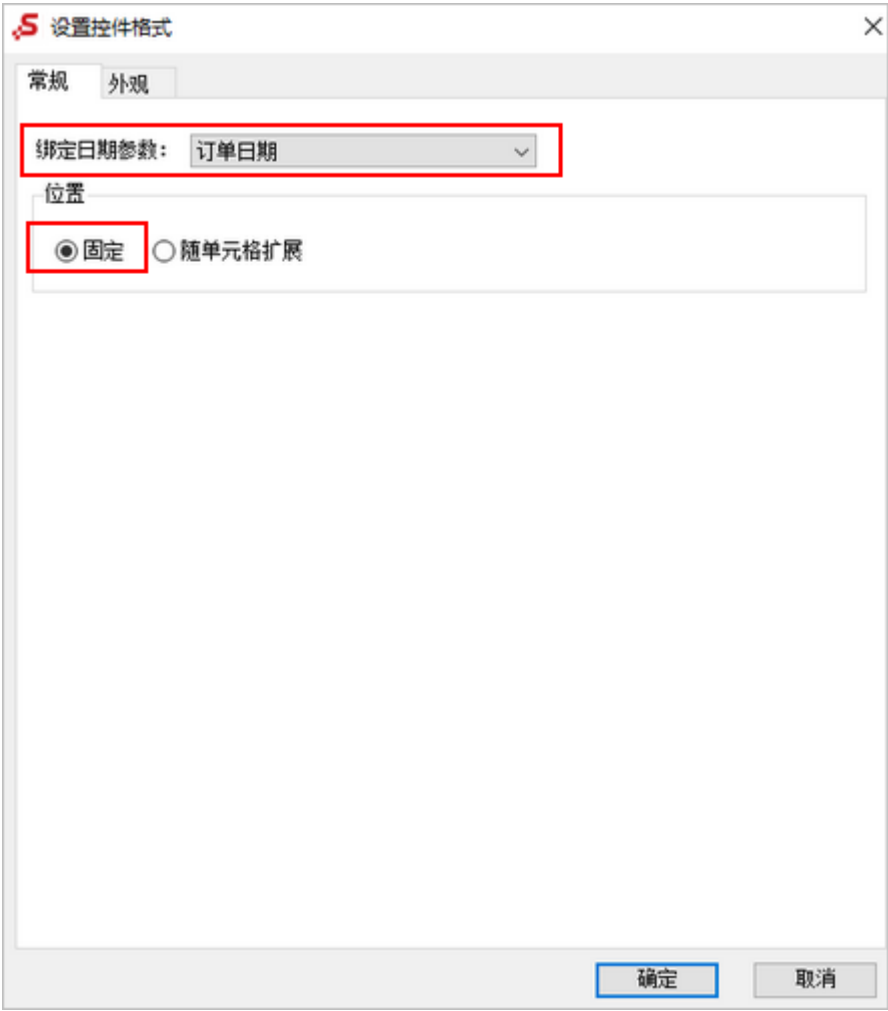 设置控件格式
常规 外观
绑定日期参数： 订单日期
位置
固定 随单元格扩展
确定 取消